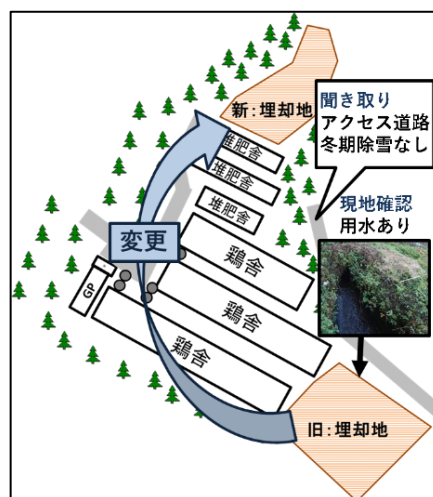 新：埋却地
聞き取り
アクセス道路
冬期除雪なし
堆肥舎
堆肥舎
堆肥舎
現地確認
用水あり
変更
GP
鶏舎
鶏舎
鶏舎
旧：埋却地